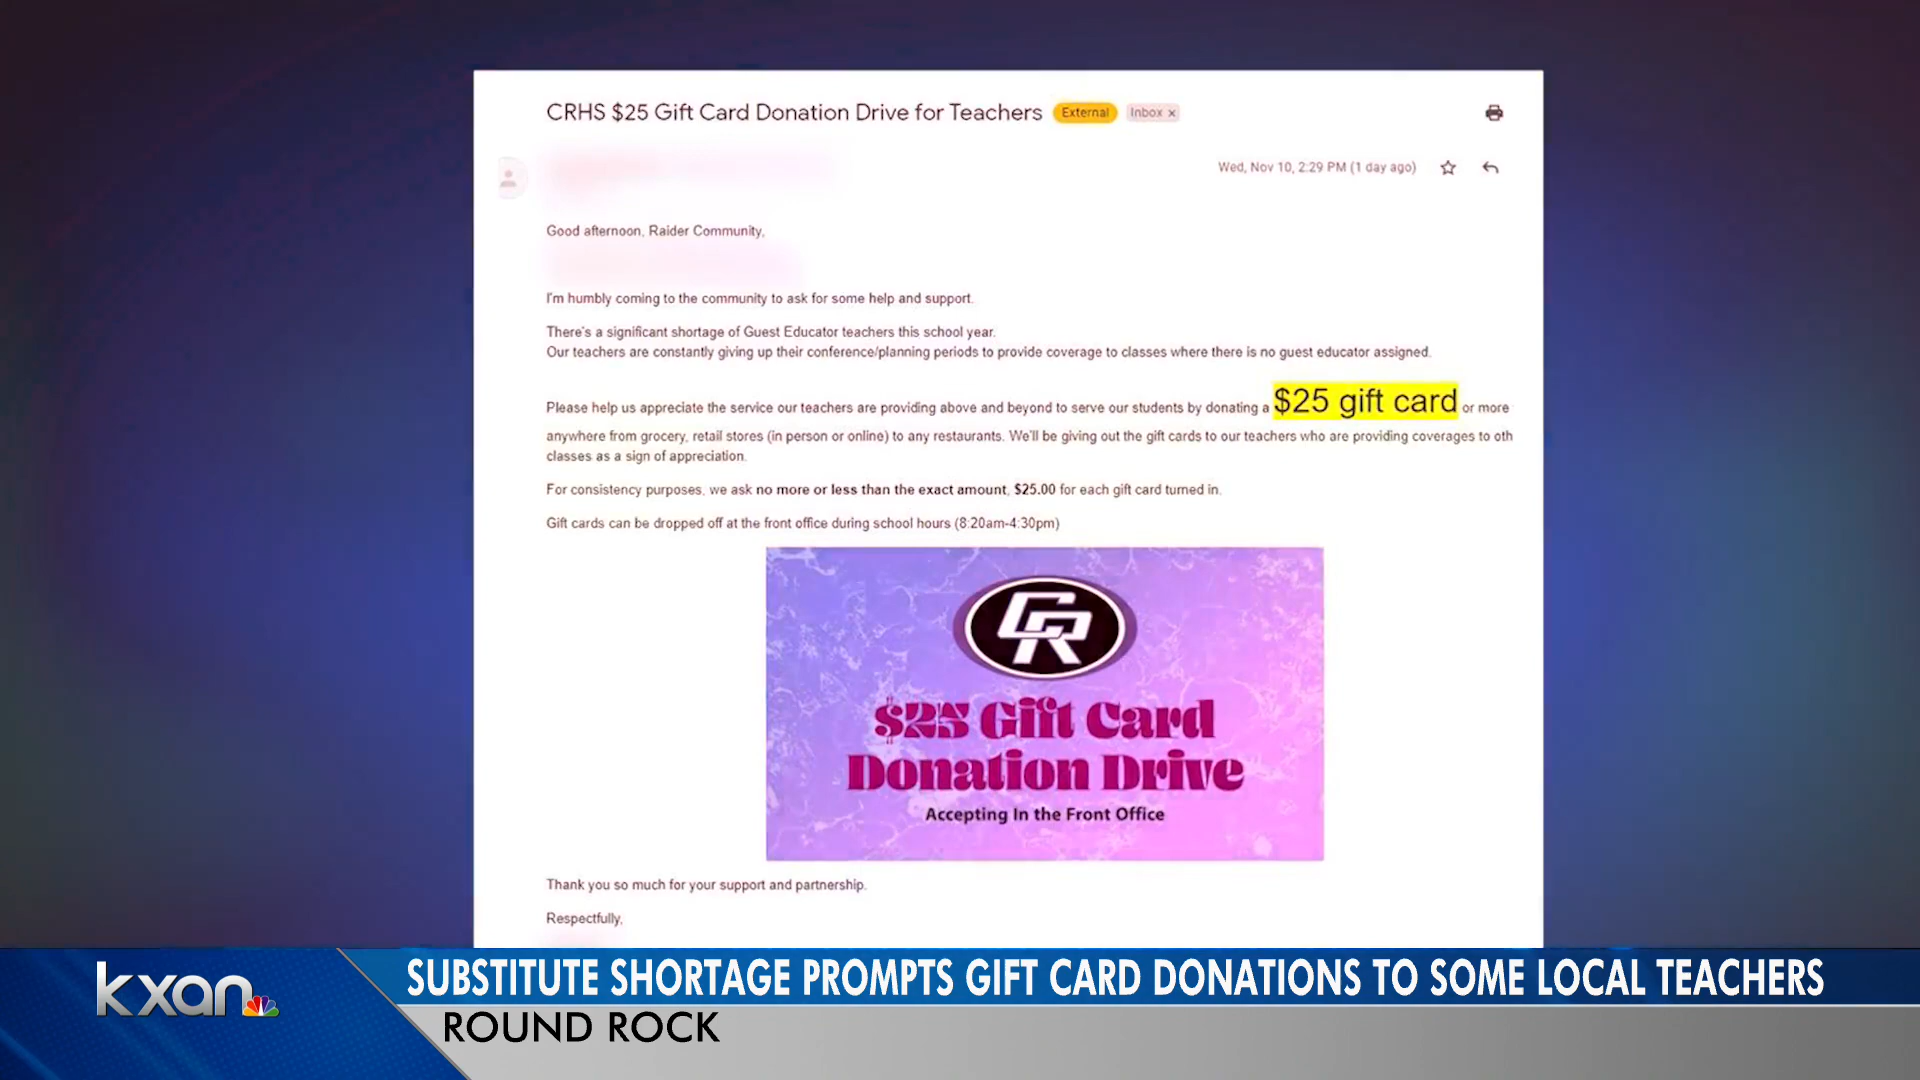 CRHS $25 Gift Card Donation Drive for Teachers External Inbox x
Wed, Nov 10, 2:29 PM (1 day ago)
Good afternoon, Raider Community,
I'm humbly coming to the community to ask for some help and support.
There's a significant shortage of Guest Educator teachers this school year.
Our teachers are constantly giving up their conference/planning periods to provide coverage to classes where there is no guest educator assigned.
Please help us appreciate the service our teachers are providing above and beyond to serve our students by donating a $25 gift card or more
anywhere from grocery, retail stores (in person or online) to any restaurants. We'll be giving out the gift cards to our teachers who are providing coverages to oth
classes as a sign of appreciation.
For consistency purposes, we ask no more or less than the exact amount, $25.00 for each gift card turned in.
Gift cards can be dropped off at the front office during school hours (8:20am-4:30pm)
CR
$25 Gift Card
Donation Drive
Accepting In the Front Office
Thank you so much for your support and partnership.
Respectfully,
kxan
SUBSTITUTE SHORTAGE PROMPTS GIFT CARD DONATIONS TO SOME LOCAL TEACHERS
ROUND ROCK